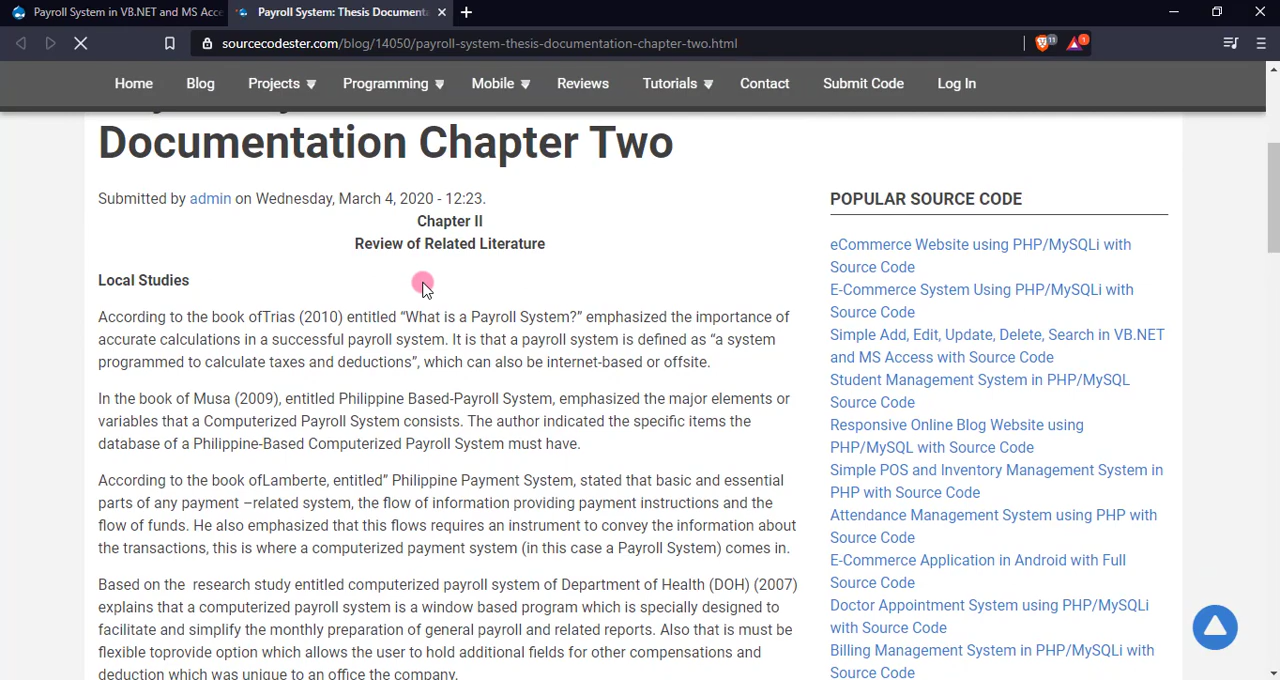 Payroll System in VB.NET and MS Acce
Payroll System: Thesis Document
sourcecodester.com/blog/14050/payroll-system-thesis-documentation-chapter-two.html
11
1
Home
Blog
Projects
Programming
Mobile
Reviews
Tutorials
Contact
Submit Code
Log In
Documentation Chapter Two
Submitted by admin on Wednesday, March 4, 2020 - 12:23.
Chapter II
Review of Related Literature
Local Studies
According to the book ofTrias (2010) entitled “What is a Payroll System?” emphasized the importance of
accurate calculations in a successful payroll system. It is that a payroll system is defined as “a system
programmed to calculate taxes and deductions”, which can also be internet-based or offsite.
In the book of Musa (2009), entitled Philippine Based-Payroll System, emphasized the major elements or
variables that a Computerized Payroll System consists. The author indicated the specific items the
database of a Philippine-Based Computerized Payroll System must have.
According to the book ofLamberte, entitled” Philippine Payment System, stated that basic and essential
parts of any payment –related system, the flow of information providing payment instructions and the
flow of funds. He also emphasized that this flows requires an instrument to convey the information about
the transactions, this is where a computerized payment system (in this case a Payroll System) comes in.
Based on the research study entitled computerized payroll system of Department of Health (DOH) (2007)
explains that a computerized payroll system is a window based program which is specially designed to
facilitate and simplify the monthly preparation of general payroll and related reports. Also that is must be
flexible toprovide option which allows the user to hold additional fields for other compensations and
deduction which was unique to an office the company.
POPULAR SOURCE CODE
eCommerce Website using PHP/MySQLi with
Source Code
E-Commerce System Using PHP/MySQLi with
Source Code
Simple Add, Edit, Update, Delete, Search in VB.NET
and MS Access with Source Code
Student Management System in PHP/MySQL
Source Code
Responsive Online Blog Website using
PHP/MySQL with Source Code
Simple POS and Inventory Management System in
PHP with Source Code
Attendance Management System using PHP with
Source Code
E-Commerce Application in Android with Full
Source Code
Doctor Appointment System using PHP/MySQLi
with Source Code
Billing Management System in PHP/MySQLi with
Source Code